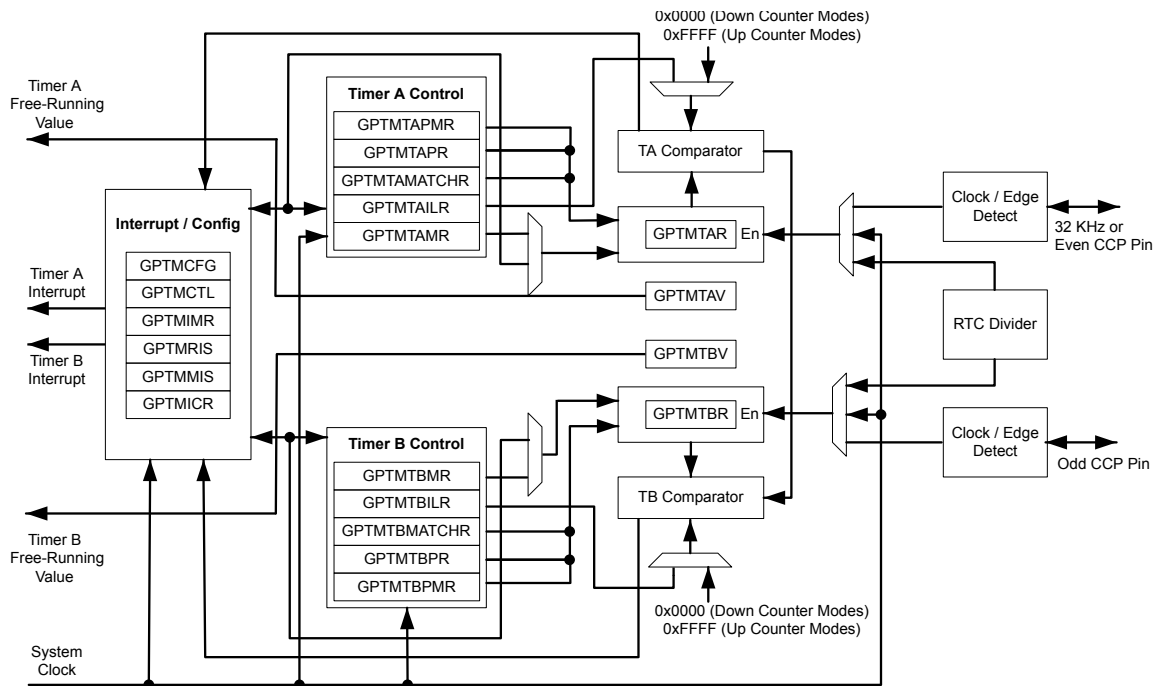 0x0000 (Down Counter Modes)
0xFFFF (Up Counter Modes)
Timer A
Free-Running
Value
Timer A Control
GPTMTAPMR
GPTMTAPR
GPTMTAMATCHR
GPTMTAILR
GPTMTAMR
TA Comparator
GPTMTAR
En
Clock / Edge
Detect
32 KHz or
Even CCP Pin
Interrupt / Config
GPTMCFG
GPTMCTL
GPTMIMR
GPTMRIS
GPTMMIS
GPTMICR
Timer A
Interrupt
Timer B
Interrupt
GPTMTAV
GPTMTBV
RTC Divider
GPTMTBR
En
Clock / Edge
Detect
Odd CCP Pin
Timer B Control
GPTMTBMR
GPTMTBILR
GPTMTBMATCHR
GPTMTBPR
GPTMTBPMR
TB Comparator
Timer B
Free-Running
Value
0x0000 (Down Counter Modes)
0xFFFF (Up Counter Modes)
System
Clock